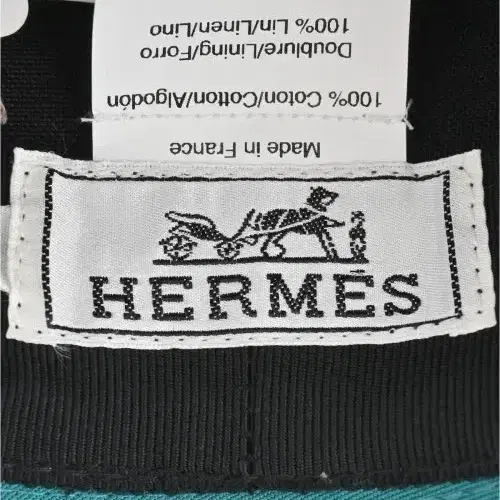 Made in France
100% Coton/Cotton/Algodón
Doublure/Lining/Forro
100% Lin/Linen/Lino
HERMÈS